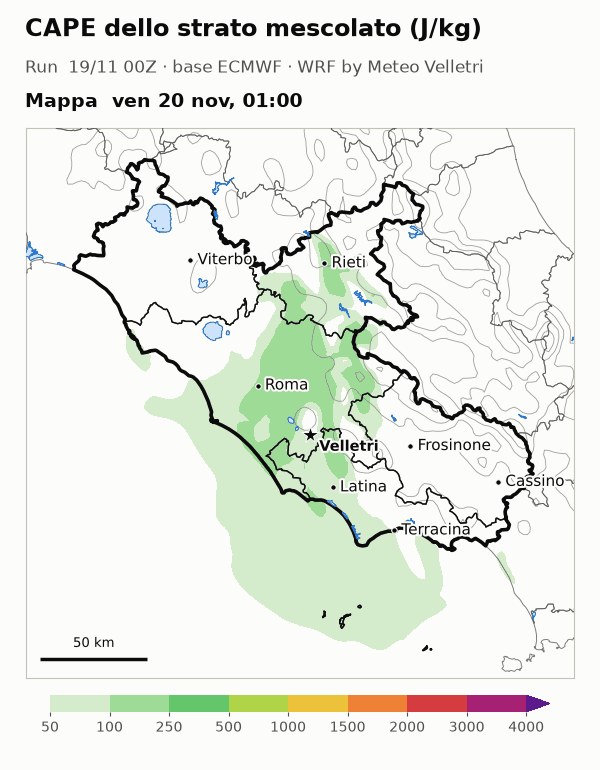 CAPE dello strato mescolato (J/kg)
Run  19/11 00Z · base ECMWF · WRF by Meteo Velletri
Mappa  ven 20 nov, 01:00
Viterbo
Rieti
Roma
Velletri
Frosinone
Latina
Cassino
Terracina
50 km
50 100 250 500 1000 1500 2000 3000 4000